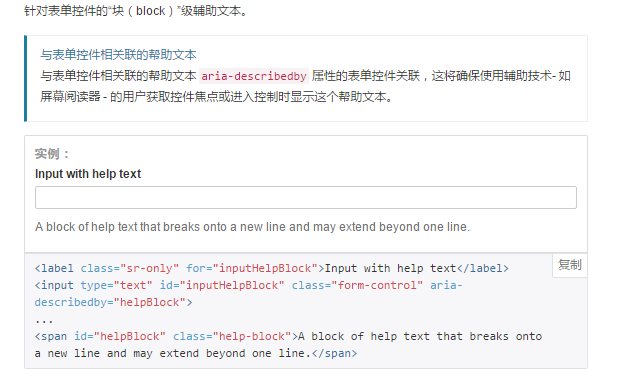 针对表单控件的“块（block）”级辅助文本。
与表单控件相关联的帮助文本
与表单控件相关联的帮助文本 aria-describedby 属性的表单控件关联，这将确保使用辅助技术- 如
屏幕阅读器 - 的用户获取控件焦点或进入控制时显示这个帮助文本。
实例：
Input with help text
A block of help text that breaks onto a new line and may extend beyond one line.
复制
<label class="sr-only" for="inputHelpBlock">Input with help text</label>
<input type="text" id="inputHelpBlock" class="form-control" aria-
describedby="helpBlock">
...
<span id="helpBlock" class="help-block">A block of help text that breaks onto
a new line and may extend beyond one line.</span>